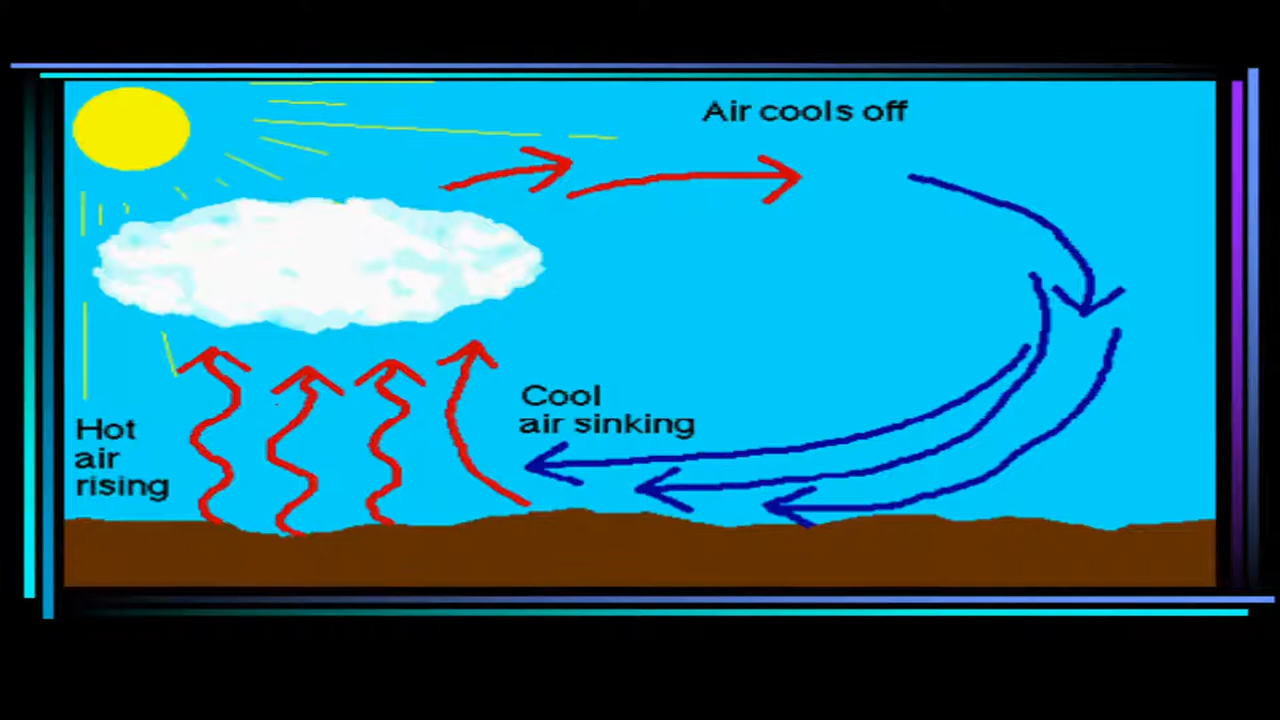 Air cools off
Cool
air sinking
Hot
air
rising